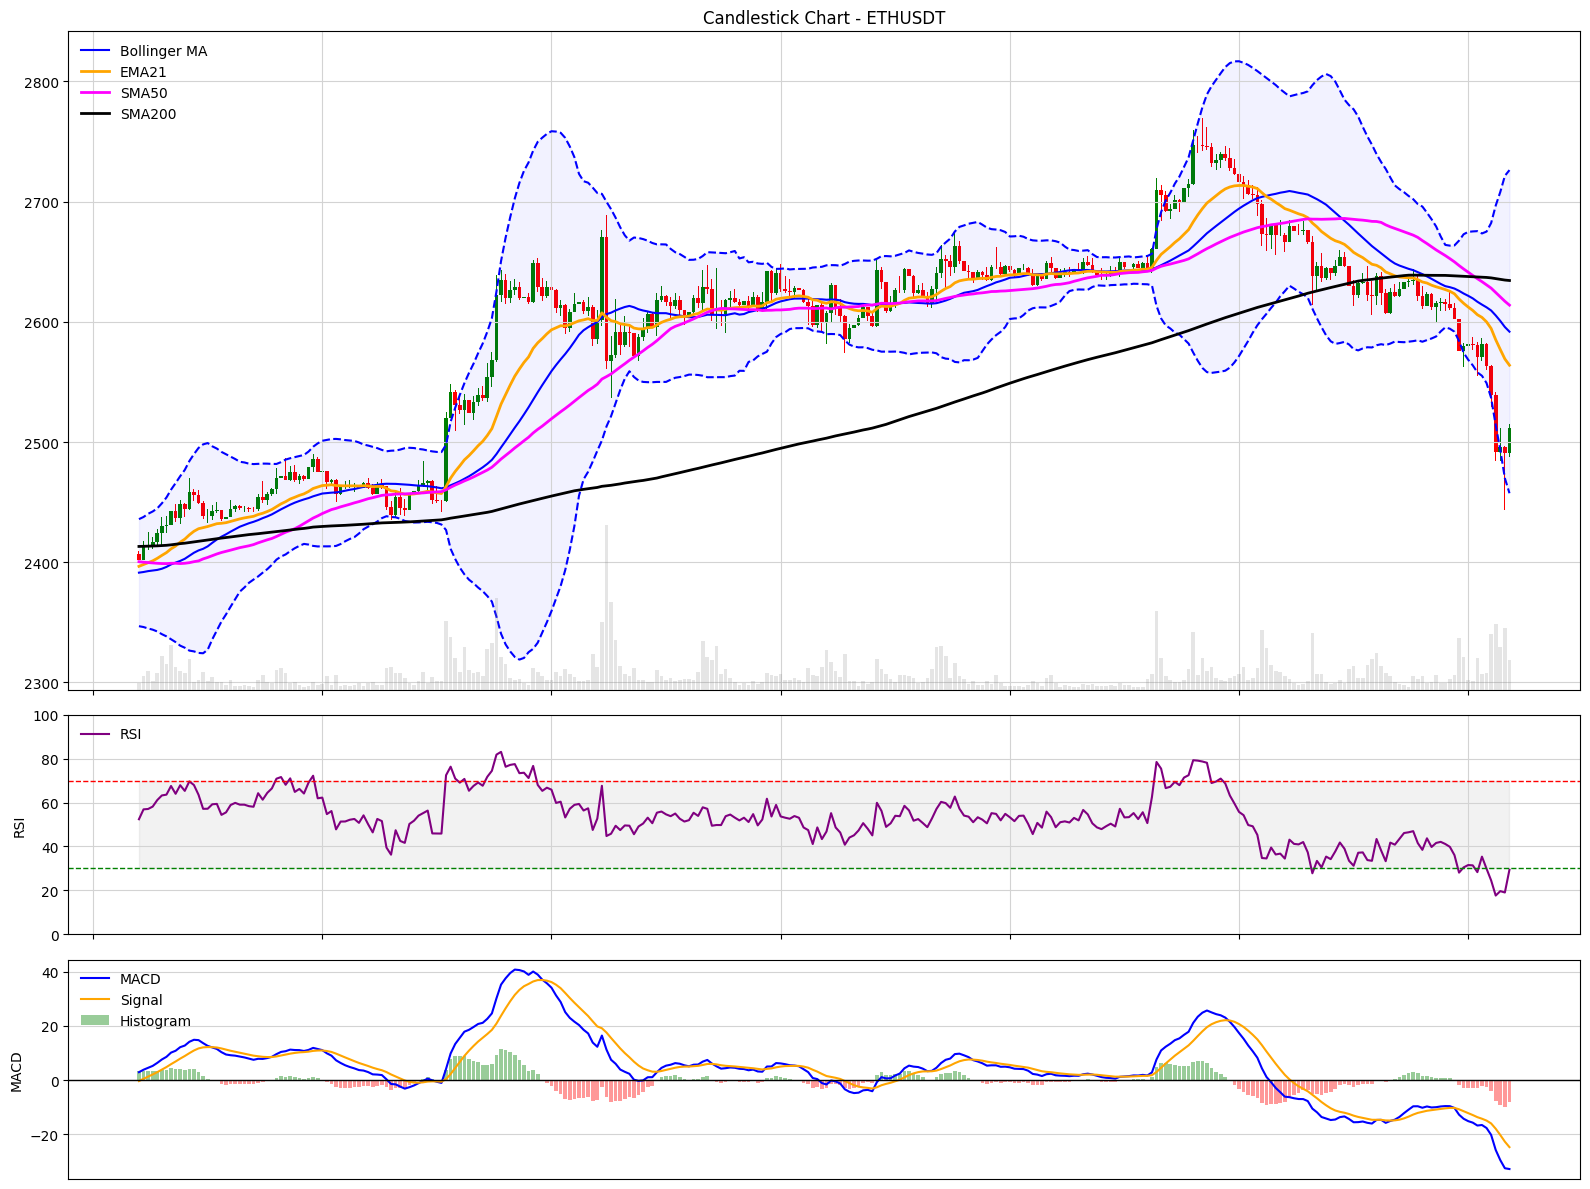 Candlestick Chart - ETHUSDT
Bollinger MA
EMA21
SMA50
SMA200
2800
2700
2600
2500
2400
2300
100
80
60
40
20
0
RSI
RSI
40
20
0
−20
MACD
MACD
Signal
Histogram